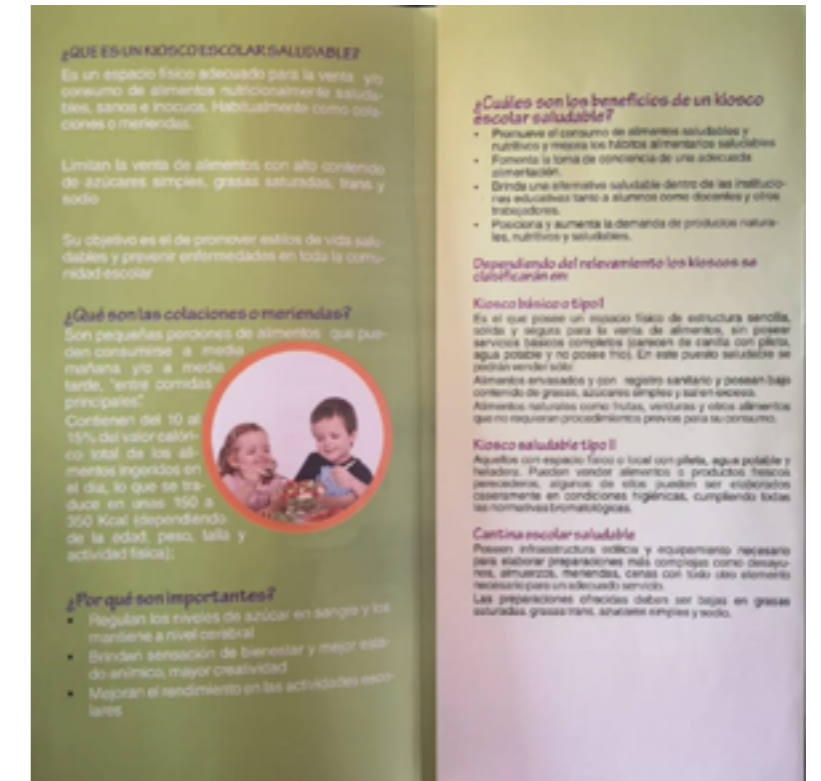 ¿QUE ES UN KIOSCO ESCOLAR SALUDABLE?
Es un espacio físico adecuado para la venta y/o
consumo de alimentos nutricionalmente saluda-
bles, sanos e inocuos. Habitualmente como cola-
ciones o meriendas.
Limitan la venta de alimentos con alto contenido
de azúcares simples, grasas saturadas, trans y
sodio
Su objetivo es el de promover estilos de vida salu-
dables y prevenir enfermedades en toda la comu-
nidad escolar
¿Qué son las colaciones o meriendas?
Son pequeñas porciones de alimentos que pue-
den consumirse a media
mañana y/o a media
tarde, "entre comidas
principales".
Contienen del 10 al
15% del valor calóri-
co total de los ali-
mentos ingeridos en
el dia, lo que se tra-
duce en unas 150 a
350 Kcal (dependiendo
de la edad, peso, talla y
actividad física);
¿Por qué son importantes?
• Regulan los niveles de azúcar en sangre y los
mantiene a nivel cerebral
• Brindan sensación de bienestar y mejor esta-
do anímico, mayor creatividad
• Mejoran el rendimiento en las actividades esco-
lares
¿Cuáles son los beneficios de un kiosco
escolar saludable?
• Promueve el consumo de alimentos saludables y
nutritivos y mejora los hábitos alimentarios saludables
• Fomenta la toma de conciencia de una adecuada
alimentación.
• Brinda una alternativa saludable dentro de las institucio-
nes educativas tanto a alumnos como docentes y otros
trabajadores.
• Posiciona y aumenta la demanda de productos natura-
les, nutritivos y saludables.
Dependiendo del relevamiento los kioscos se
clasificarán en:
Kiosco básico o tipo I
Es el que posee un espacio físico de estructura sencilla,
sólida y segura para la venta de alimentos, sin poseer
servicios básicos completos (carecen de canilla con pileta,
agua potable y no posee frío). En este puesto saludable se
podrán vender sólo:
Alimentos envasados y con registro sanitario y posean bajo
contenido de grasas, azúcares simples y sal en exceso.
Alimentos naturales como frutas, verduras y otros alimentos
que no requieran procedimientos previos para su consumo.
Kiosco saludable tipo II
Aquellos con espacio físico o local con pileta, agua potable y
heladera. Pueden vender alimentos o productos frescos
perecederos, algunos de ellos pueden ser elaborados
caseramente en condiciones higiénicas, cumpliendo todas
las normativas bromatológicas.
Cantina escolar saludable
Poseen infraestructura edilicia y equipamiento necesario
para elaborar preparaciones más complejas como desayu-
nos, almuerzos, meriendas, cenas con todo otro elemento
necesario para un adecuado servicio.
Las preparaciones ofrecidas deben ser bajas en grasas
saturadas, grasas trans, azúcares simples y sodio.